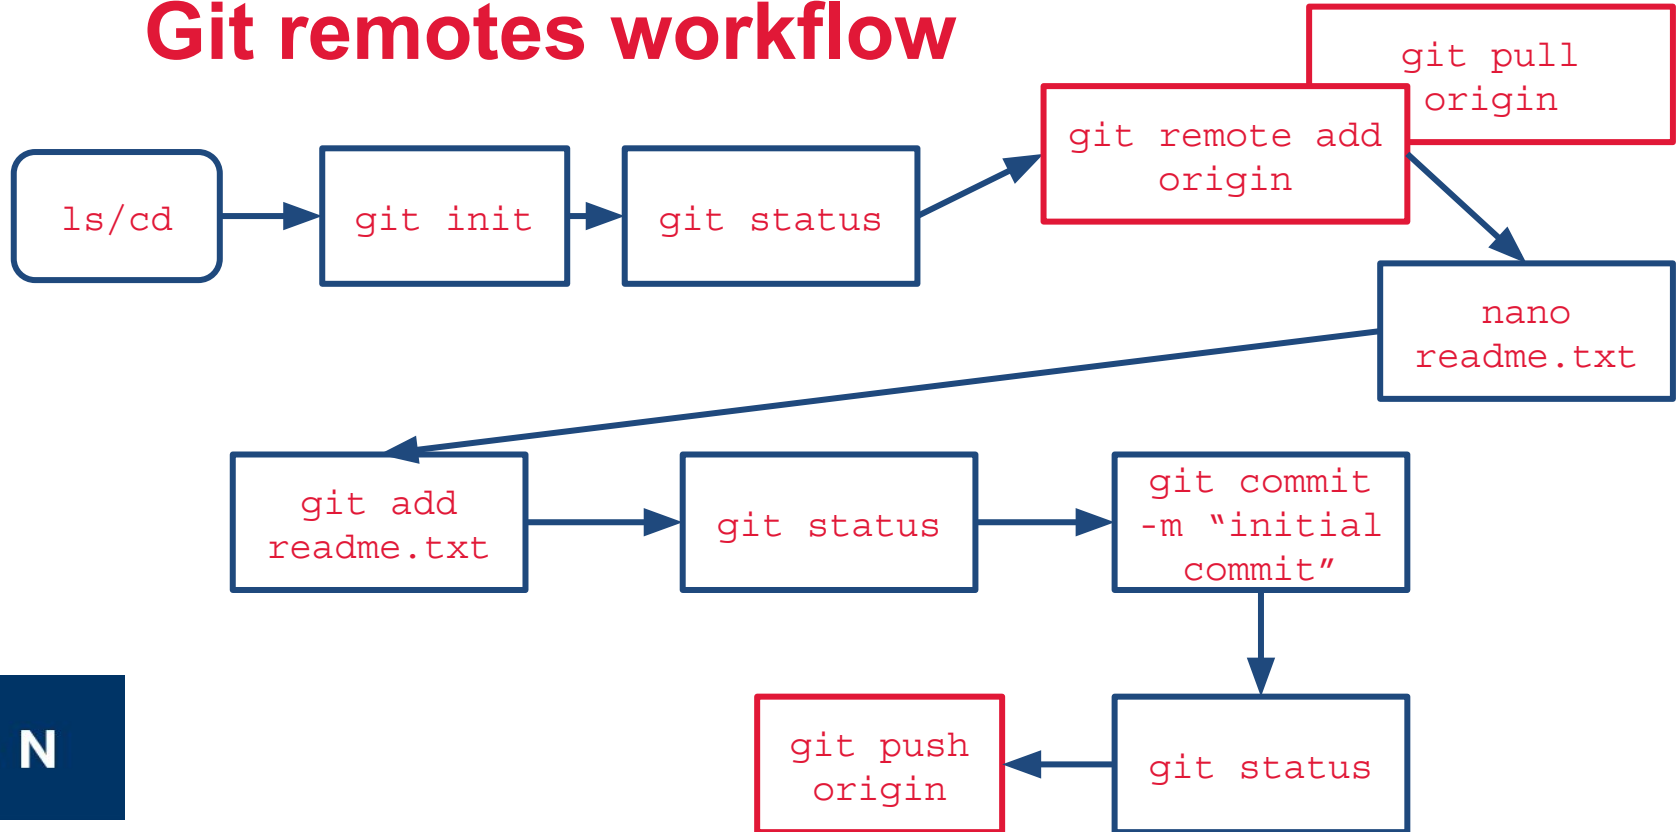 Git remotes workflow
git pull
origin
git remote add
origin
ls/cd
git init
git status
nano
readme.txt
git add
readme.txt
git status
git commit
-m “initial
commit”
git push
origin
git status
N